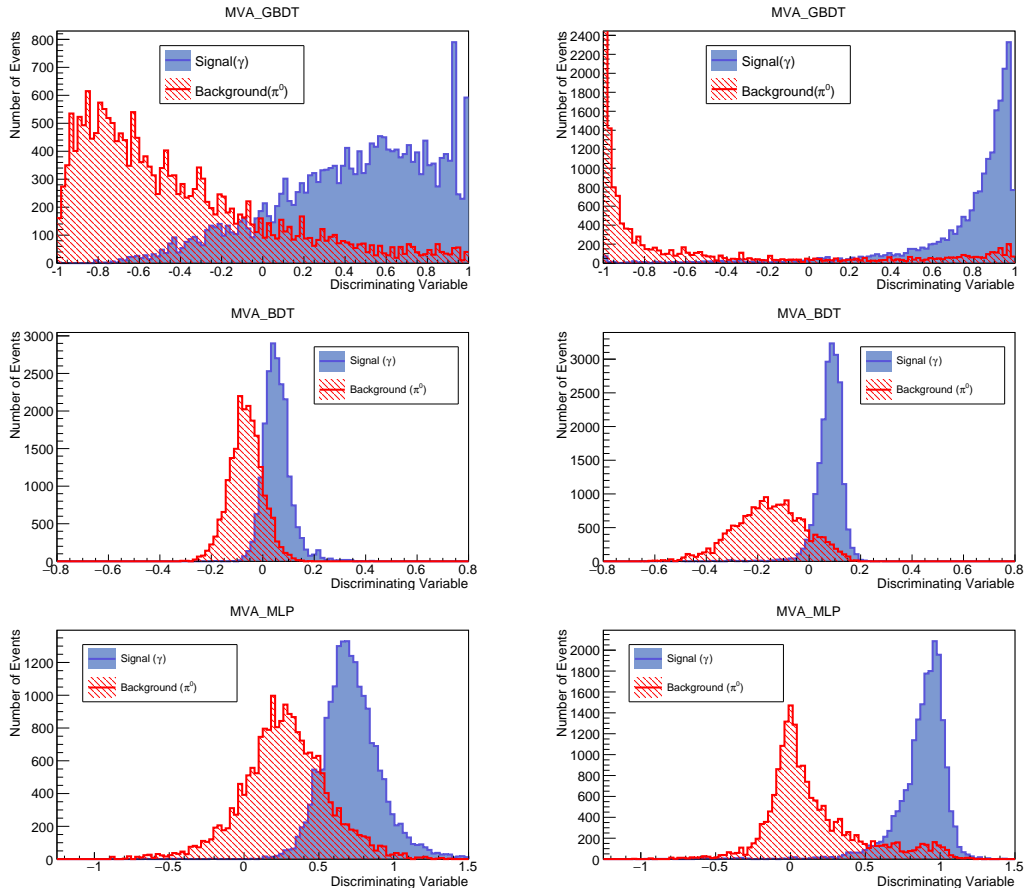 MVA_GBDT
Number of Events
800
700
600
500
400
300
200
100
0
Signal(γ)
Background(π⁰)
-1 -0.8 -0.6 -0.4 -0.2 0 0.2 0.4 0.6 0.8 1
Discriminating Variable
MVA_GBDT
Number of Events
2400
2200
2000
1800
1600
1400
1200
1000
800
600
400
200
0
Signal(γ)
Background(π⁰)
-1 -0.8 -0.6 -0.4 -0.2 0 0.2 0.4 0.6 0.8 1
Discriminating Variable
MVA_BDT
Number of Events
3000
2500
2000
1500
1000
500
0
Signal (γ)
Background (π⁰)
−0.8 −0.6 −0.4 −0.2 0 0.2 0.4 0.6 0.8
Discriminating Variable
MVA_BDT
Number of Events
3000
2500
2000
1500
1000
500
0
Signal (γ)
Background (π⁰)
−0.8 −0.6 −0.4 −0.2 0 0.2 0.4 0.6 0.8
Discriminating Variable
MVA_MLP
Number of Events
1200
1000
800
600
400
200
0
Signal (γ)
Background (π⁰)
−1 −0.5 0 0.5 1 1.5
Discriminating Variable
MVA_MLP
Number of Events
2000
1800
1600
1400
1200
1000
800
600
400
200
0
Signal (γ)
Background (π⁰)
−1 −0.5 0 0.5 1 1.5
Discriminating Variable